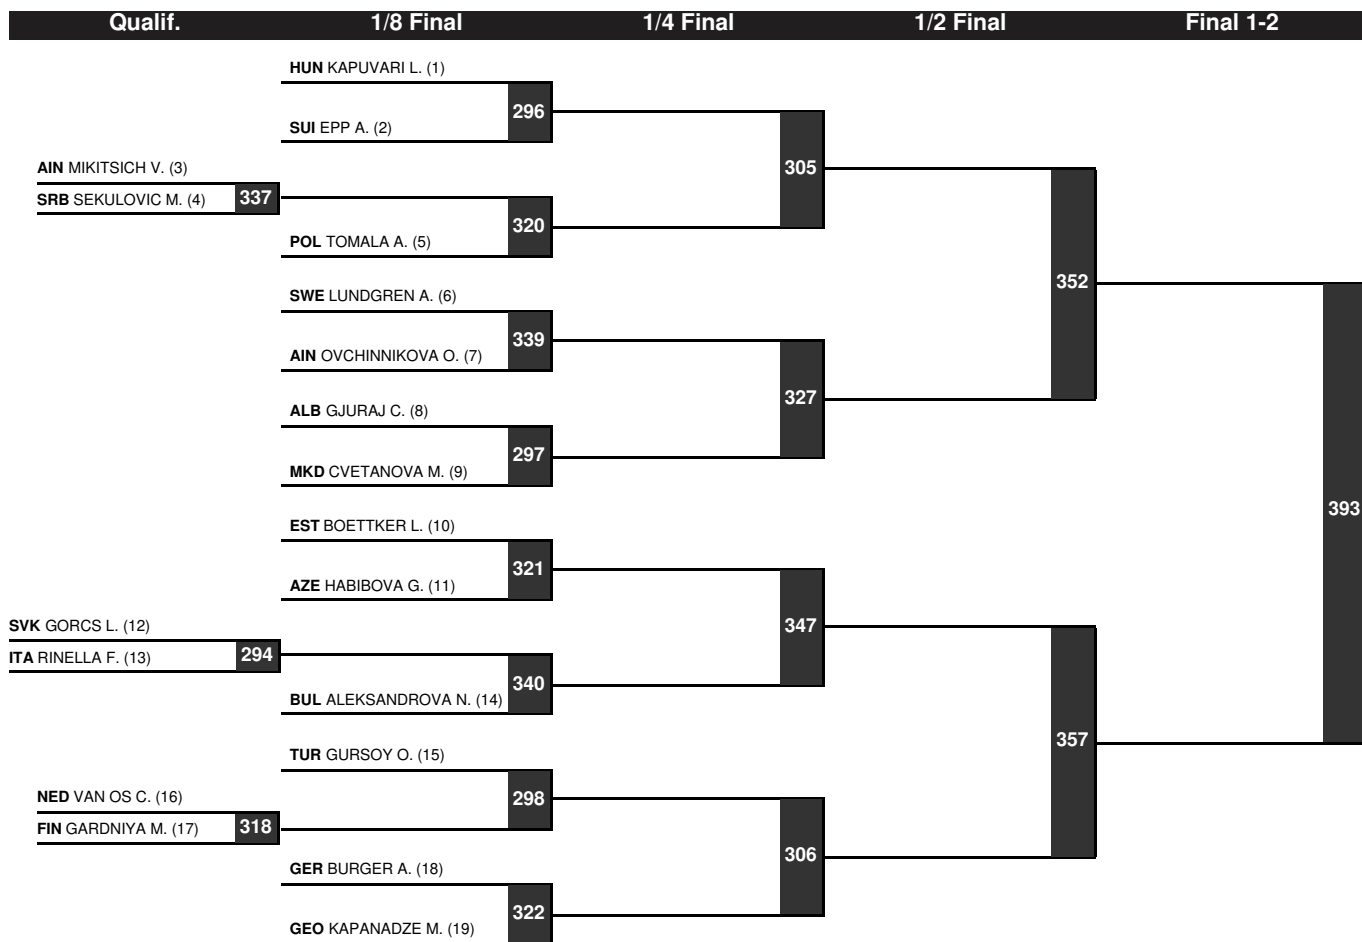 Qualif. 1/8 Final 1/4 Final 1/2 Final Final 1-2
HUN KAPUVARI L. (1)
296
SUI EPP A. (2)
AIN MIKITSICH V. (3)
305
SRB SEKULOVIC M. (4) 337
320
POL TOMALA A. (5)
352
SWE LUNDGREN A. (6)
339
AIN OVCHINNIKOVA O. (7)
327
ALB GJURAJ C. (8)
297
MKD CVETANOVA M. (9)
393
EST BOETTKER L. (10)
321
AZE HABIBOVA G. (11)
SVK GORCS L. (12)
347
ITA RINELLA F. (13) 294
340
BUL ALEKSANDROVA N. (14)
357
TUR GURSOY O. (15)
NED VAN OS C. (16)
298
FIN GARDNIYA M. (17) 318
306
GER BURGER A. (18)
322
GEO KAPANADZE M. (19)